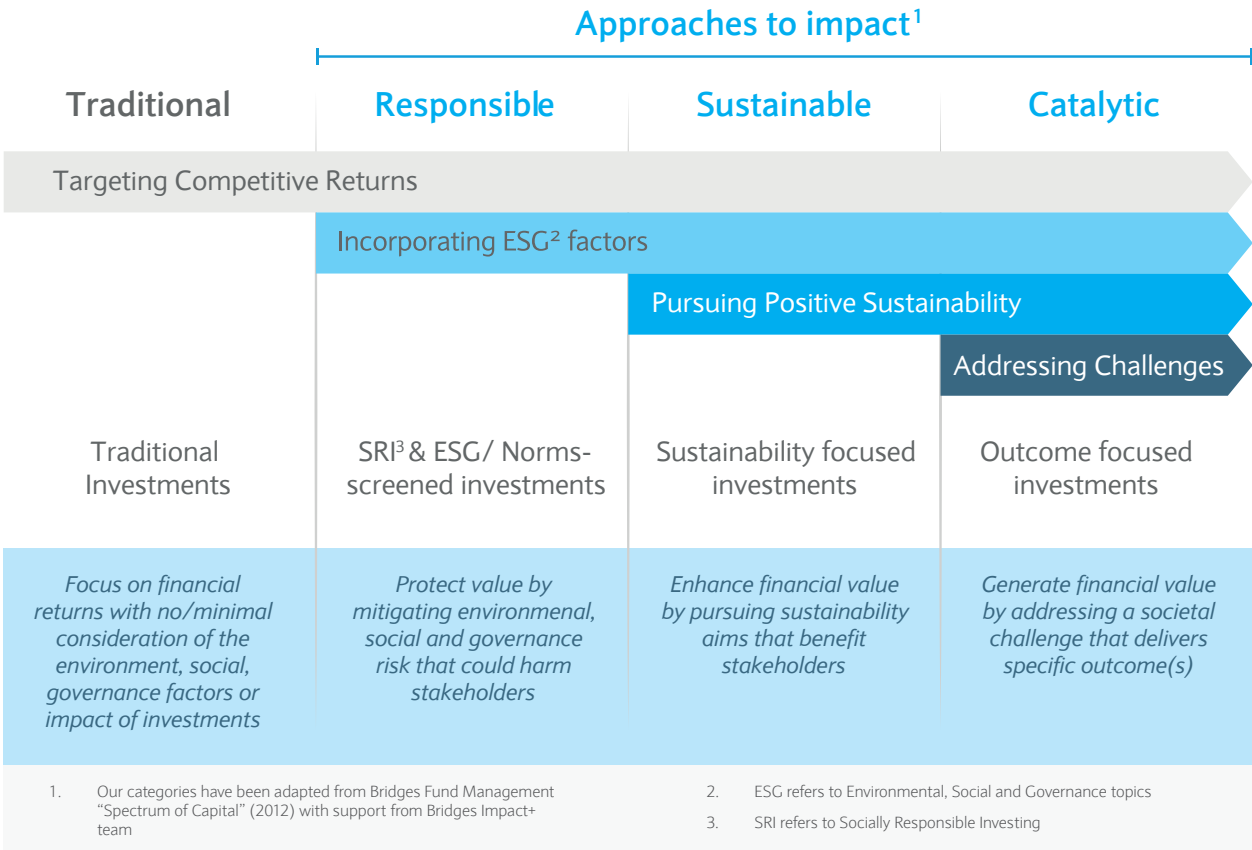 Approaches to impact¹
Traditional
Responsible
Sustainable
Catalytic
Targeting Competitive Returns
Incorporating ESG² factors
Pursuing Positive Sustainability
Addressing Challenges
Traditional
Investments
SRI³ & ESG/ Norms-
screened investments
Sustainability focused
investments
Outcome focused
investments
Focus on financial
returns with no/minimal
consideration of the
environment, social,
governance factors or
impact of investments
Protect value by
mitigating environmenal,
social and governance
risk that could harm
stakeholders
Enhance financial value
by pursuing sustainability
aims that benefit
stakeholders
Generate financial value
by addressing a societal
challenge that delivers
specific outcome(s)
1. Our categories have been adapted from Bridges Fund Management
“Spectrum of Capital” (2012) with support from Bridges Impact+
team
2. ESG refers to Environmental, Social and Governance topics
3. SRI refers to Socially Responsible Investing